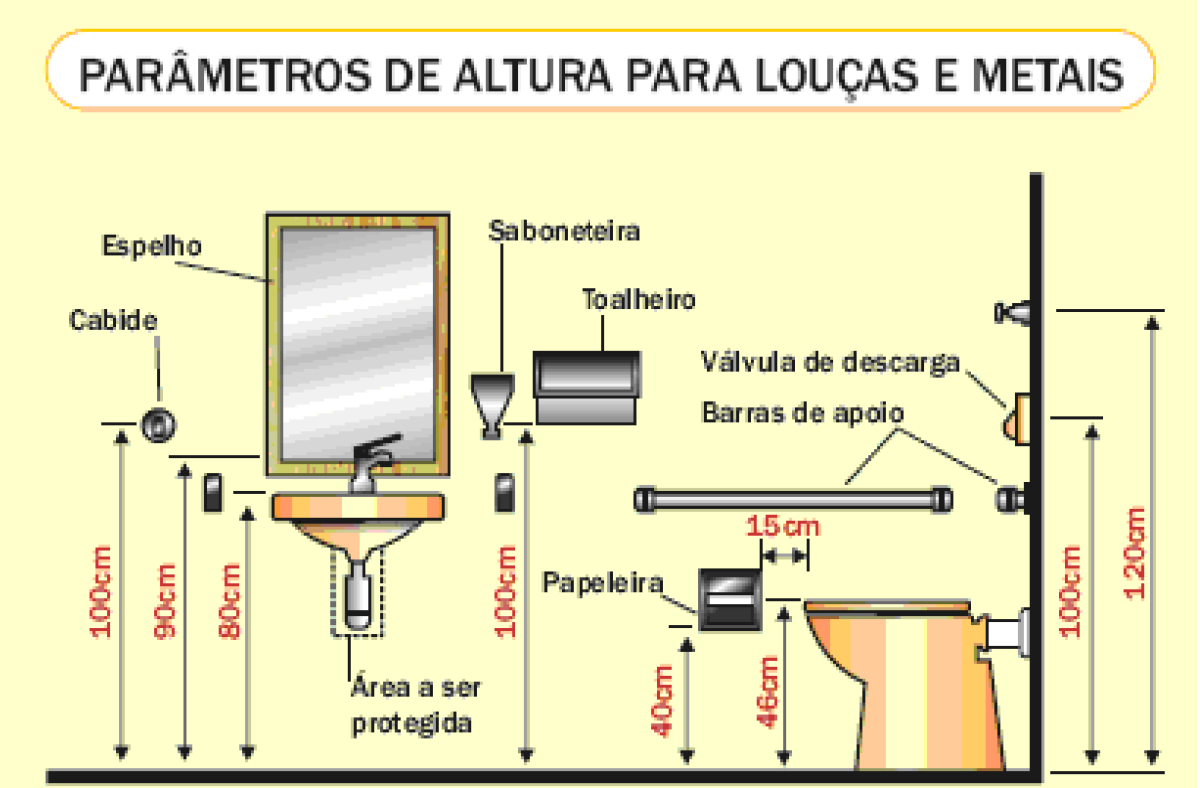 PARÂMETROS DE ALTURA PARA LOUÇAS E METAIS
Espelho
Saboneteira
Toalheiro
Cabide
Válvula de descarga
Barras de apoio
15cm
Papeleira
100cm
90cm
80cm
100cm
40cm
46cm
100cm
120cm
Área a ser
protegida